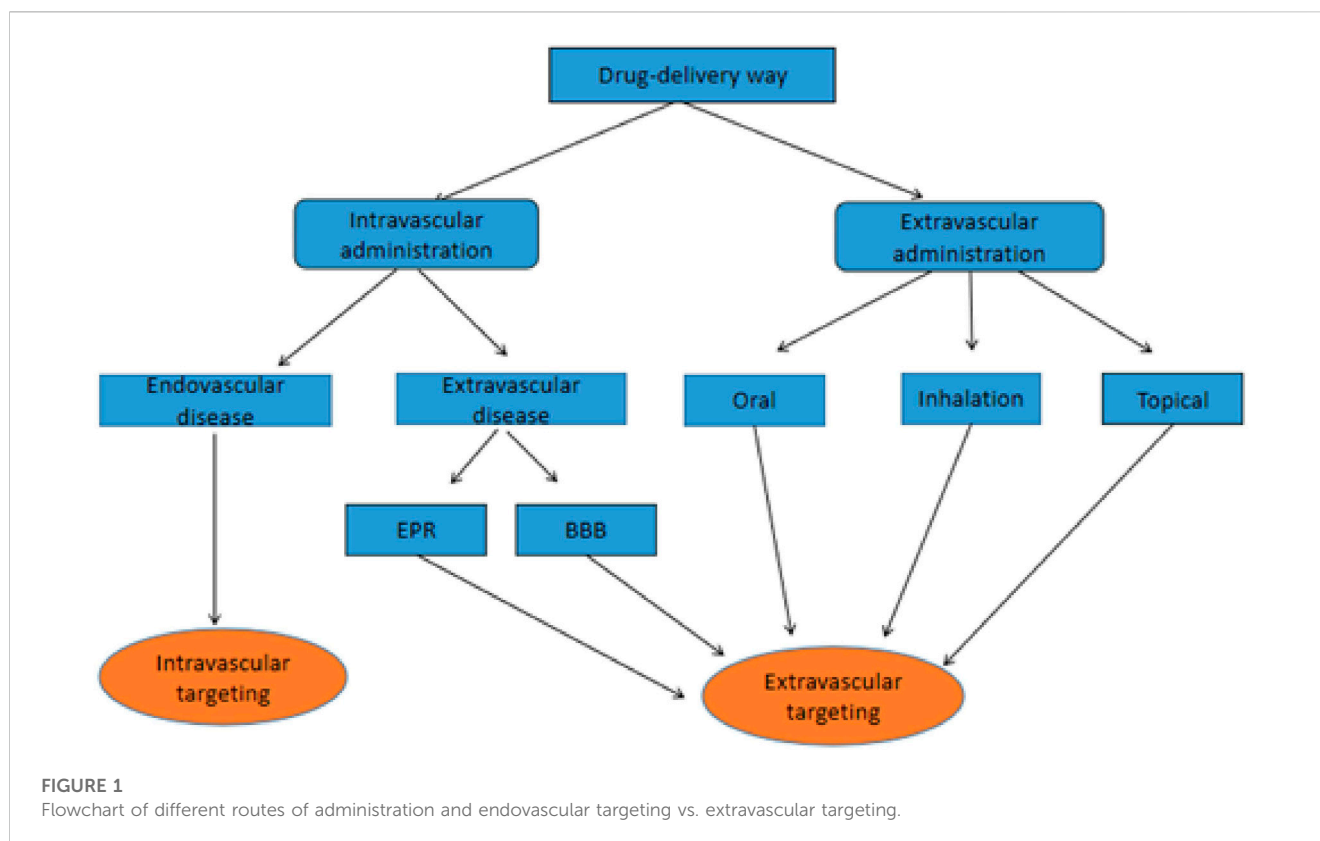 Drug-delivery way
Intravascular
administration
Extravascular
administration
Endovascular
disease
Extravascular
disease
Oral
Inhalation
Topical
EPR
BBB
Intravascular
targeting
Extravascular
targeting
FIGURE 1
Flowchart of different routes of administration and endovascular targeting vs. extravascular targeting.